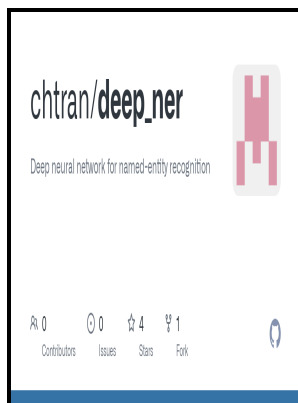 chtran/deep_ner
Deep neural network for named-entity recognition
0 0 4 1
Contributors Issues Stars Fork